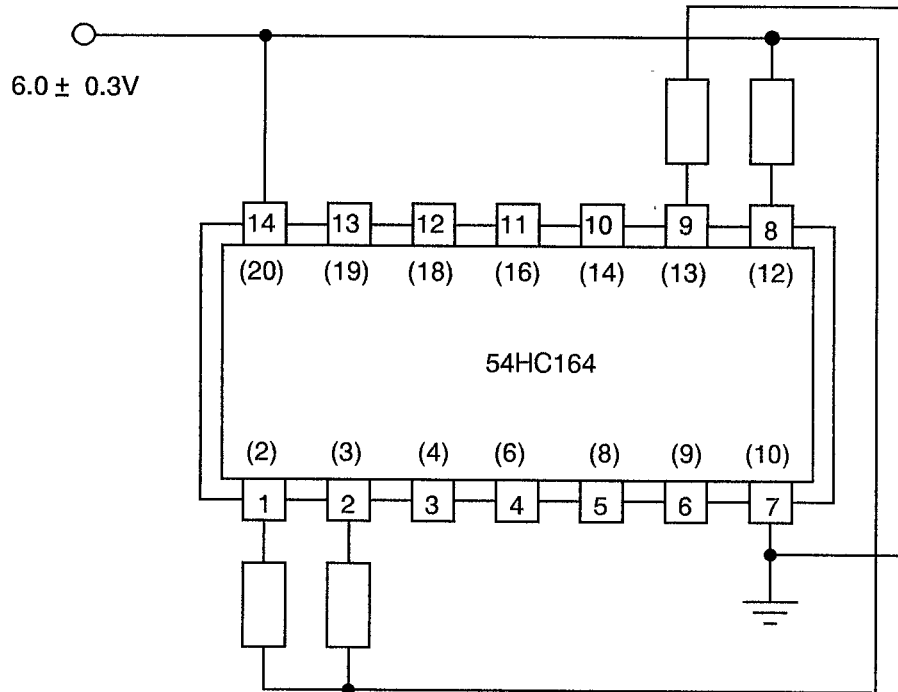 6.0 ± 0.3V
14 13 12 11 10 9 8
(20) (19) (18) (16) (14) (13) (12)
54HC164
(2) (3) (4) (6) (8) (9) (10)
1 2 3 4 5 6 7